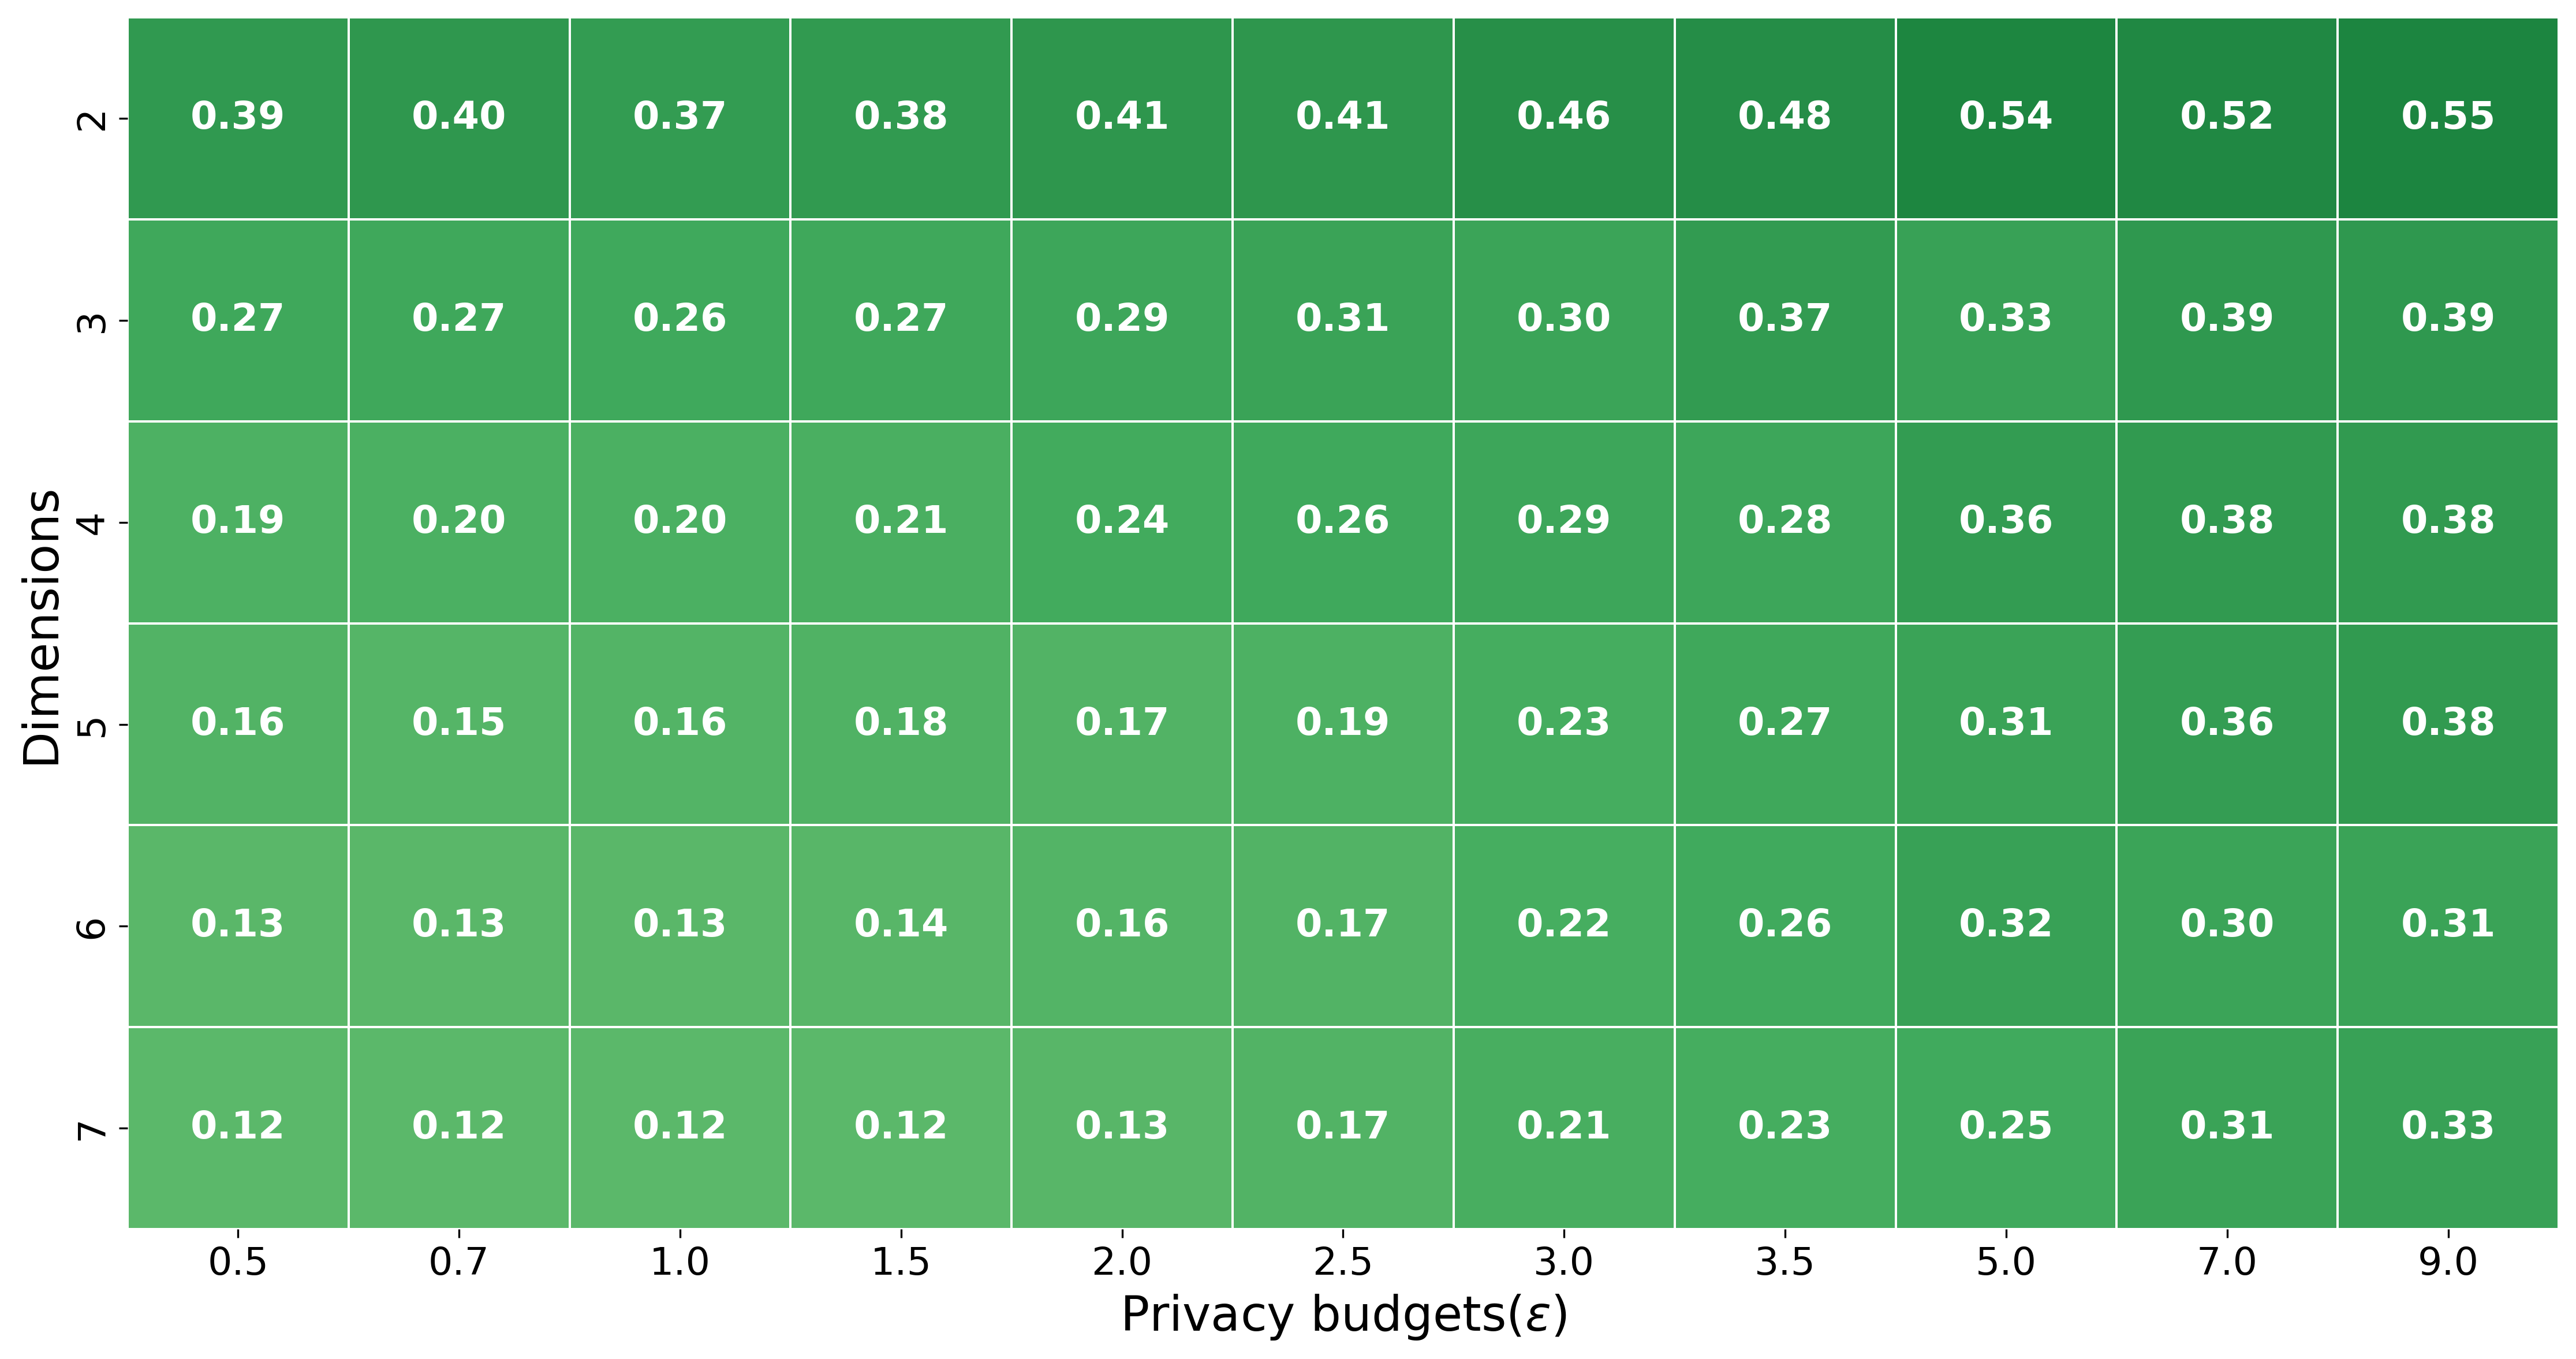 2 0.39 0.40 0.37 0.38 0.41 0.41 0.46 0.48 0.54 0.52 0.55
3 0.27 0.27 0.26 0.27 0.29 0.31 0.30 0.37 0.33 0.39 0.39
4 0.19 0.20 0.20 0.21 0.24 0.26 0.29 0.28 0.36 0.38 0.38
5 0.16 0.15 0.16 0.18 0.17 0.19 0.23 0.27 0.31 0.36 0.38
6 0.13 0.13 0.13 0.14 0.16 0.17 0.22 0.26 0.32 0.30 0.31
7 0.12 0.12 0.12 0.12 0.13 0.17 0.21 0.23 0.25 0.31 0.33
0.5 0.7 1.0 1.5 2.0 2.5 3.0 3.5 5.0 7.0 9.0
Privacy budgets(ε)
Dimensions